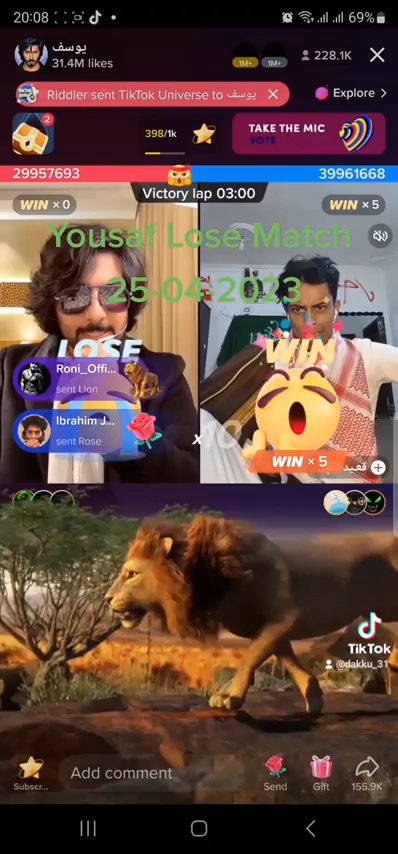 20:08
69%
يوسف
31.4M likes
1M+
1M+
228.1K
Riddler sent TikTok Universe to يوسف
Explore
2
398/1k
TAKE THE MIC
VOTE
29957693
39961668
WIN × 0
Victory lap 03:00
WIN × 5
Yousaf Lose Match
25-04-2023
LOSE
WIN
Roni_Offi...
sent Lion
Ibrahim J...
sent Rose
x
WIN × 5
قعيد
TikTok
@dakku_31
Subscr...
Add comment
Send
Gift
155.9K